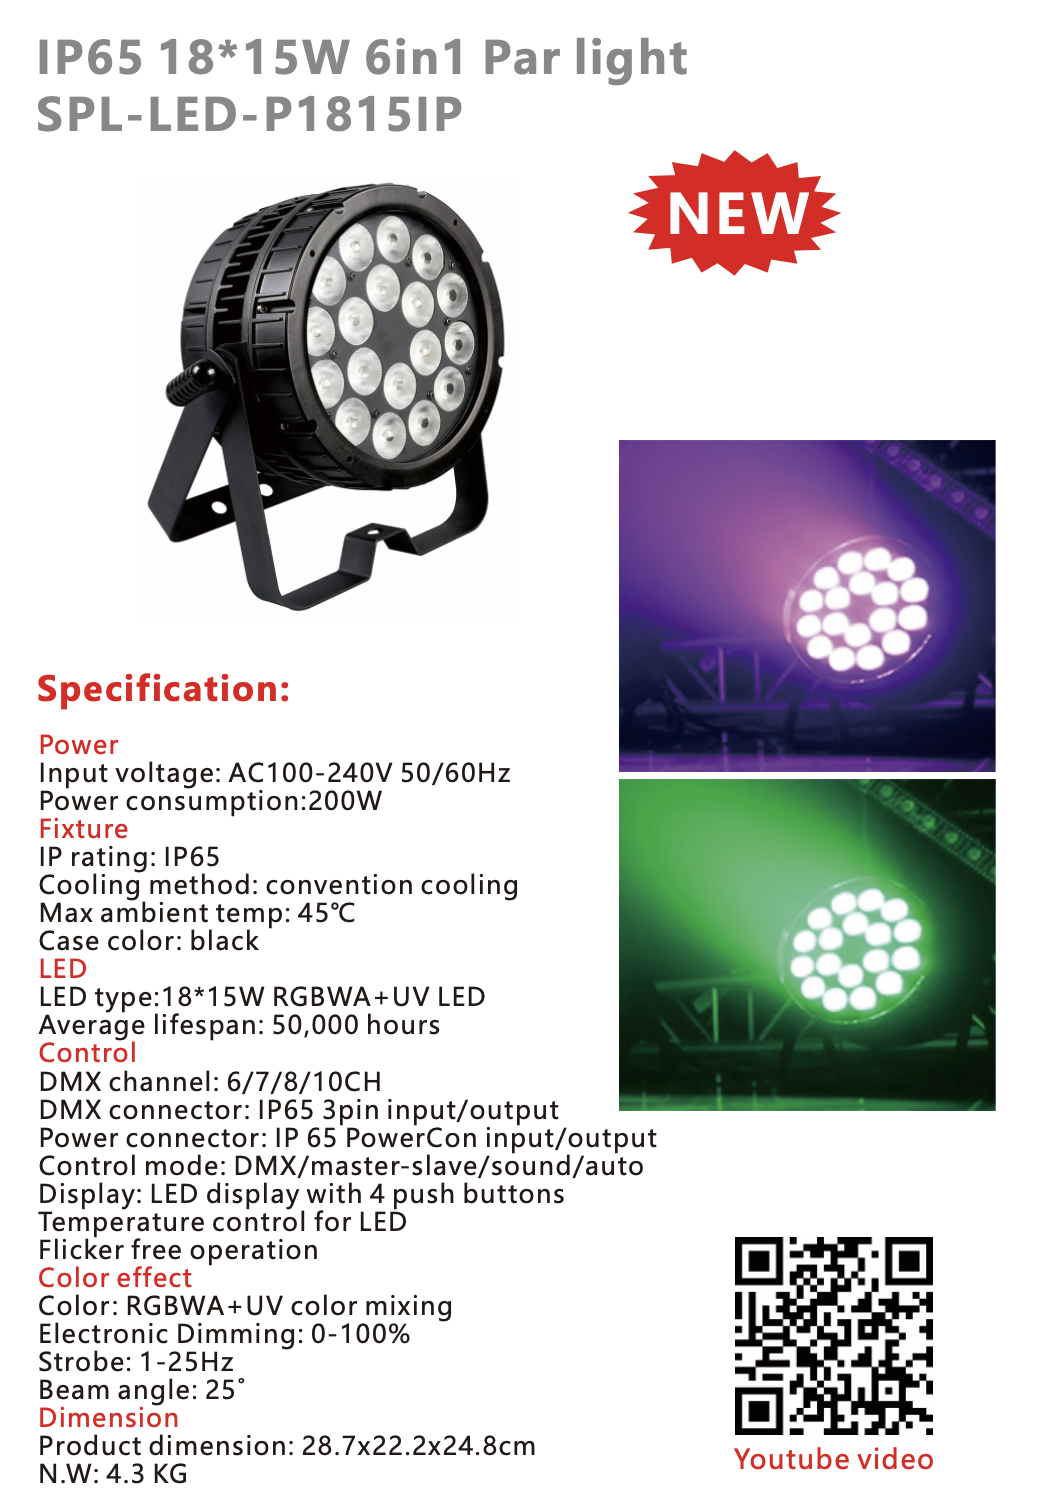 IP65 18*15W 6in1 Par light
SPL-LED-P1815IP
NEW
Specification:
Power
Input voltage: AC100-240V 50/60Hz
Power consumption:200W
Fixture
IP rating: IP65
Cooling method: convention cooling
Max ambient temp: 45℃
Case color: black
LED
LED type:18*15W RGBWA+UV LED
Average lifespan: 50,000 hours
Control
DMX channel: 6/7/8/10CH
DMX connector: IP65 3pin input/output
Power connector: IP 65 PowerCon input/output
Control mode: DMX/master-slave/sound/auto
Display: LED display with 4 push buttons
Temperature control for LED
Flicker free operation
Color effect
Color: RGBWA+UV color mixing
Electronic Dimming: 0-100%
Strobe: 1-25Hz
Beam angle: 25°
Dimension
Product dimension: 28.7x22.2x24.8cm
N.W: 4.3 KG
Youtube video